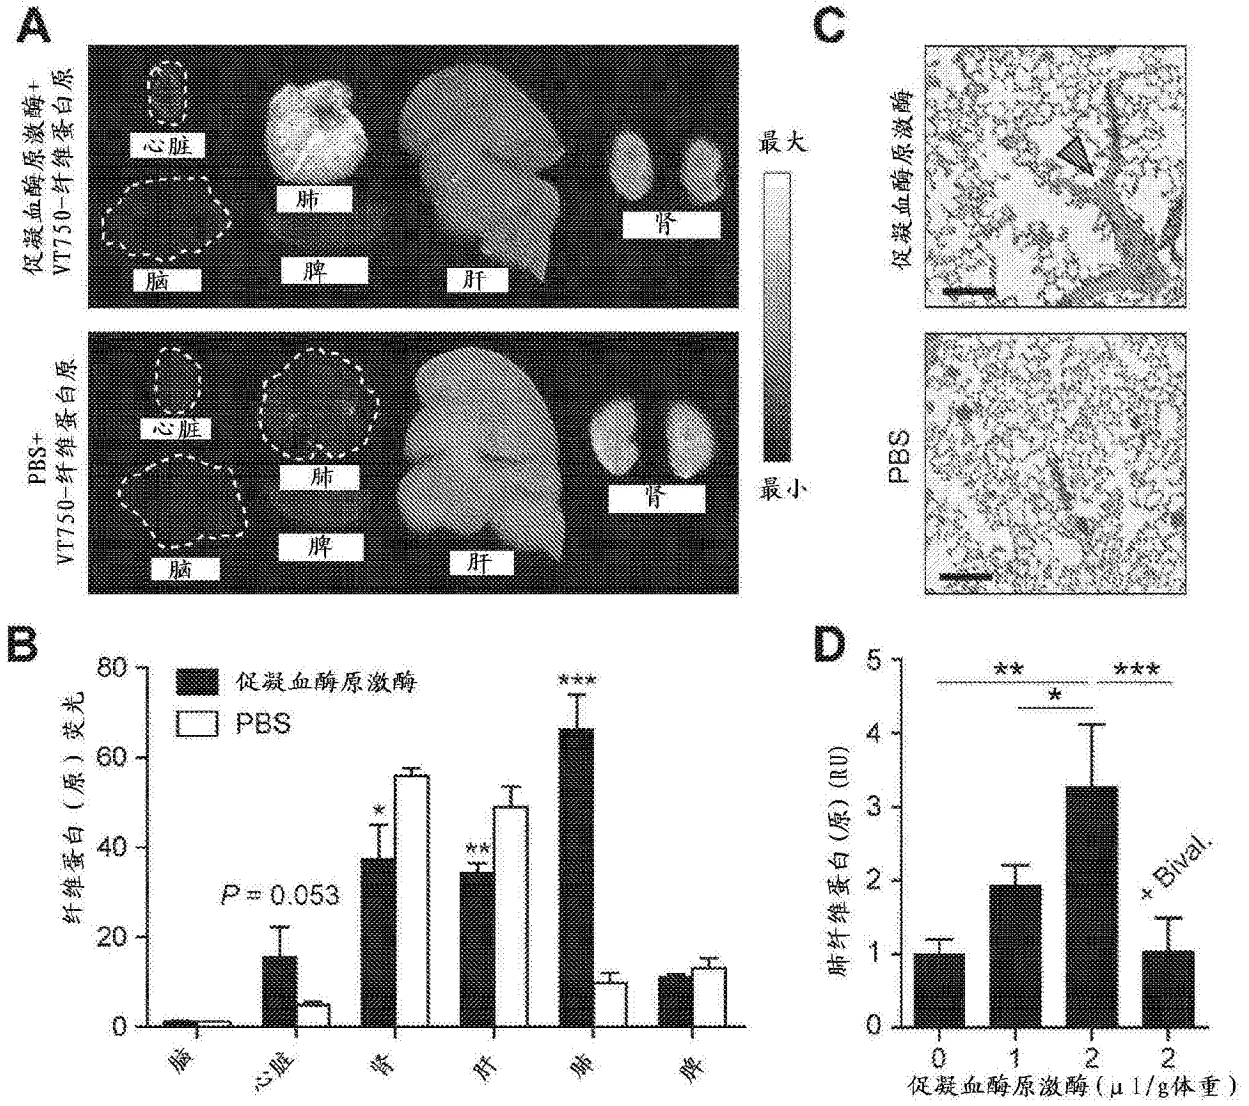 A
促凝血酶原激酶+
VT750-纤维蛋白原
心脏
肺
脑
脾
肝
肾
PBS+
VT750-纤维蛋白原
心脏
肺
脑
脾
肝
肾
最大
最小
C
促凝血酶原激酶
PBS
B
纤维蛋白(原)荧光
80
60
40
20
0
促凝血酶原激酶
PBS
P = 0.053
*
**
***
脑
心脏
肾
肝
肺
脾
D
肺纤维蛋白(原)(RU)
5
4
3
2
1
0
**
***
*
+ Bival.
0 1 2 2
促凝血酶原激酶(μl/g体重)